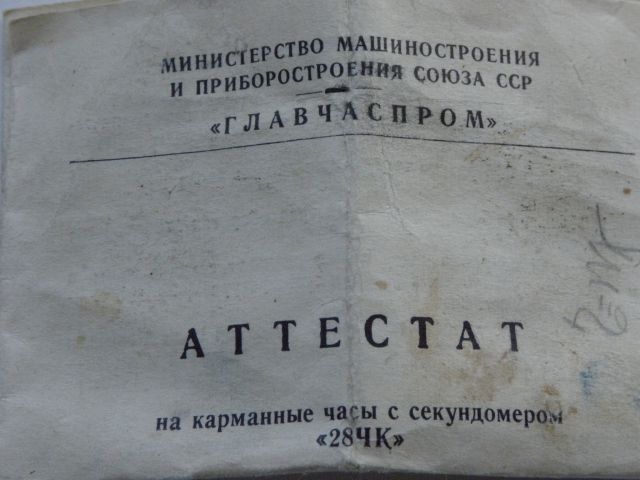 МИНИСТЕРСТВО МАШИНОСТРОЕНИЯ
И ПРИБОРОСТРОЕНИЯ СОЮЗА ССР
«ГЛАВЧАСПРОМ»
АТТЕСТАТ
на карманные часы с секундомером
«28ЧК»